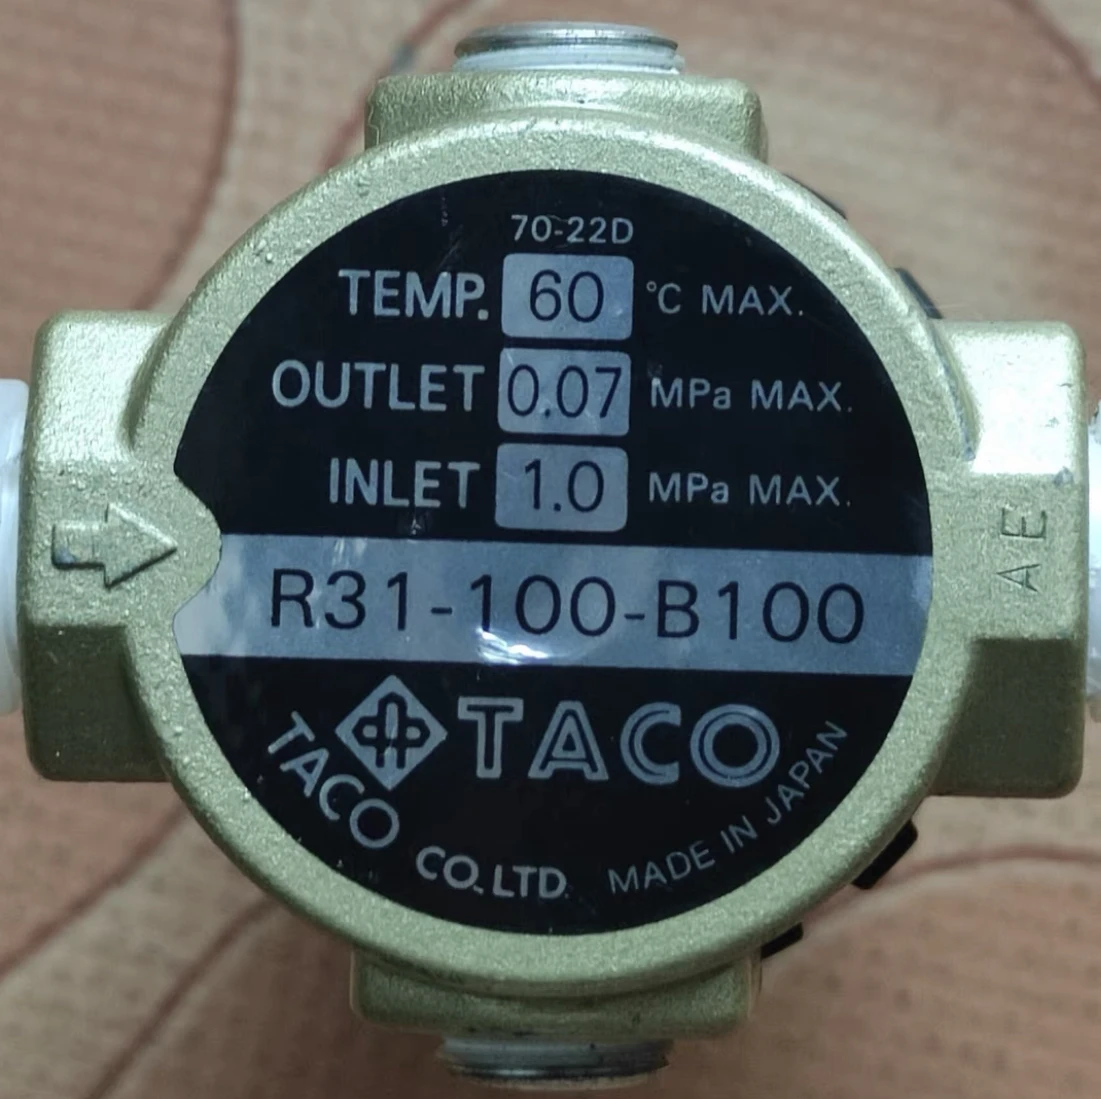 70-22D
TEMP. 60 °C MAX.
OUTLET 0.07 MPa MAX.
INLET 1.0 MPa MAX.
R31-100-B100
TACO
TACO CO.LTD. MADE IN JAPAN
AE